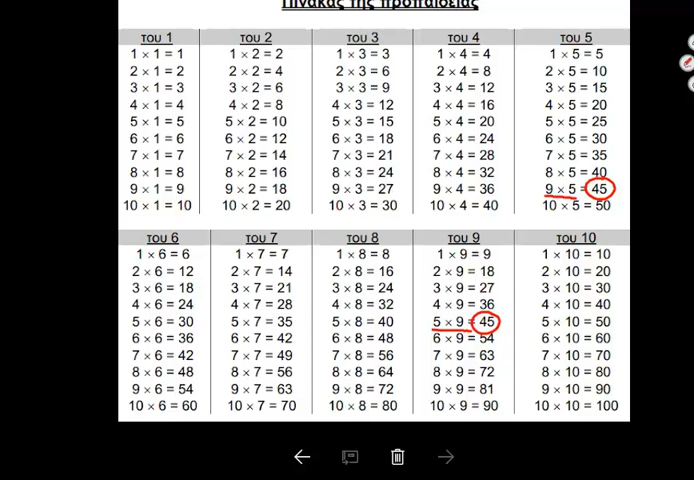 Πίνακας της προπαίδειας
του 1 του 2 του 3 του 4 του 5
1 × 1 = 1 1 × 2 = 2 1 × 3 = 3 1 × 4 = 4 1 × 5 = 5
2 × 1 = 2 2 × 2 = 4 2 × 3 = 6 2 × 4 = 8 2 × 5 = 10
3 × 1 = 3 3 × 2 = 6 3 × 3 = 9 3 × 4 = 12 3 × 5 = 15
4 × 1 = 4 4 × 2 = 8 4 × 3 = 12 4 × 4 = 16 4 × 5 = 20
5 × 1 = 5 5 × 2 = 10 5 × 3 = 15 5 × 4 = 20 5 × 5 = 25
6 × 1 = 6 6 × 2 = 12 6 × 3 = 18 6 × 4 = 24 6 × 5 = 30
7 × 1 = 7 7 × 2 = 14 7 × 3 = 21 7 × 4 = 28 7 × 5 = 35
8 × 1 = 8 8 × 2 = 16 8 × 3 = 24 8 × 4 = 32 8 × 5 = 40
9 × 1 = 9 9 × 2 = 18 9 × 3 = 27 9 × 4 = 36 9 × 5 = 45
10 × 1 = 10 10 × 2 = 20 10 × 3 = 30 10 × 4 = 40 10 × 5 = 50
του 6 του 7 του 8 του 9 του 10
1 × 6 = 6 1 × 7 = 7 1 × 8 = 8 1 × 9 = 9 1 × 10 = 10
2 × 6 = 12 2 × 7 = 14 2 × 8 = 16 2 × 9 = 18 2 × 10 = 20
3 × 6 = 18 3 × 7 = 21 3 × 8 = 24 3 × 9 = 27 3 × 10 = 30
4 × 6 = 24 4 × 7 = 28 4 × 8 = 32 4 × 9 = 36 4 × 10 = 40
5 × 6 = 30 5 × 7 = 35 5 × 8 = 40 5 × 9 = 45 5 × 10 = 50
6 × 6 = 36 6 × 7 = 42 6 × 8 = 48 6 × 9 = 54 6 × 10 = 60
7 × 6 = 42 7 × 7 = 49 7 × 8 = 56 7 × 9 = 63 7 × 10 = 70
8 × 6 = 48 8 × 7 = 56 8 × 8 = 64 8 × 9 = 72 8 × 10 = 80
9 × 6 = 54 9 × 7 = 63 9 × 8 = 72 9 × 9 = 81 9 × 10 = 90
10 × 6 = 60 10 × 7 = 70 10 × 8 = 80 10 × 9 = 90 10 × 10 = 100